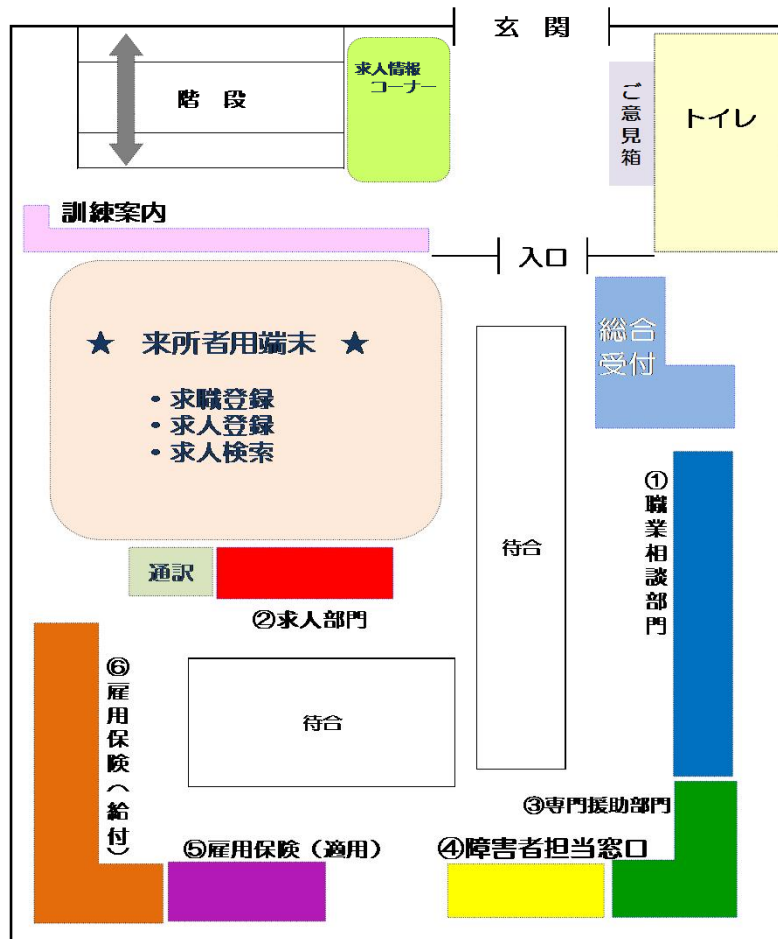 玄　関
求人情報
コーナー
階　段
ご意見箱
トイレ
訓練案内
入口
総合
受付
★　来所者用端末　★
・求職登録
・求人登録
・求人検索
①職業相談部門
待合
通訳
②求人部門
⑥雇用保険（給付）
待合
③専門援助部門
⑤雇用保険（適用）
④障害者担当窓口